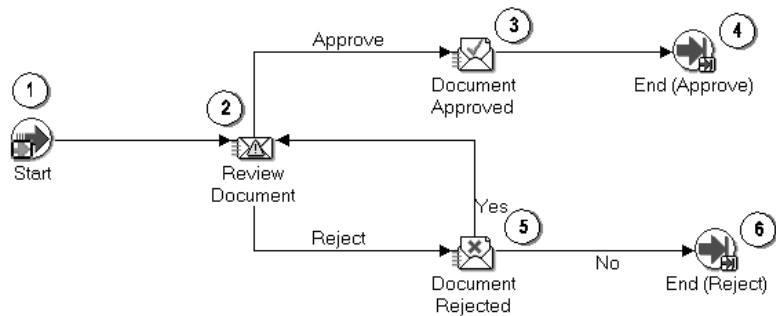 Approve
3
4
Document
Approved
End (Approve)
1
2
Start
Review
Document
Yes
Reject
5
6
No
Document
Rejected
End (Reject)